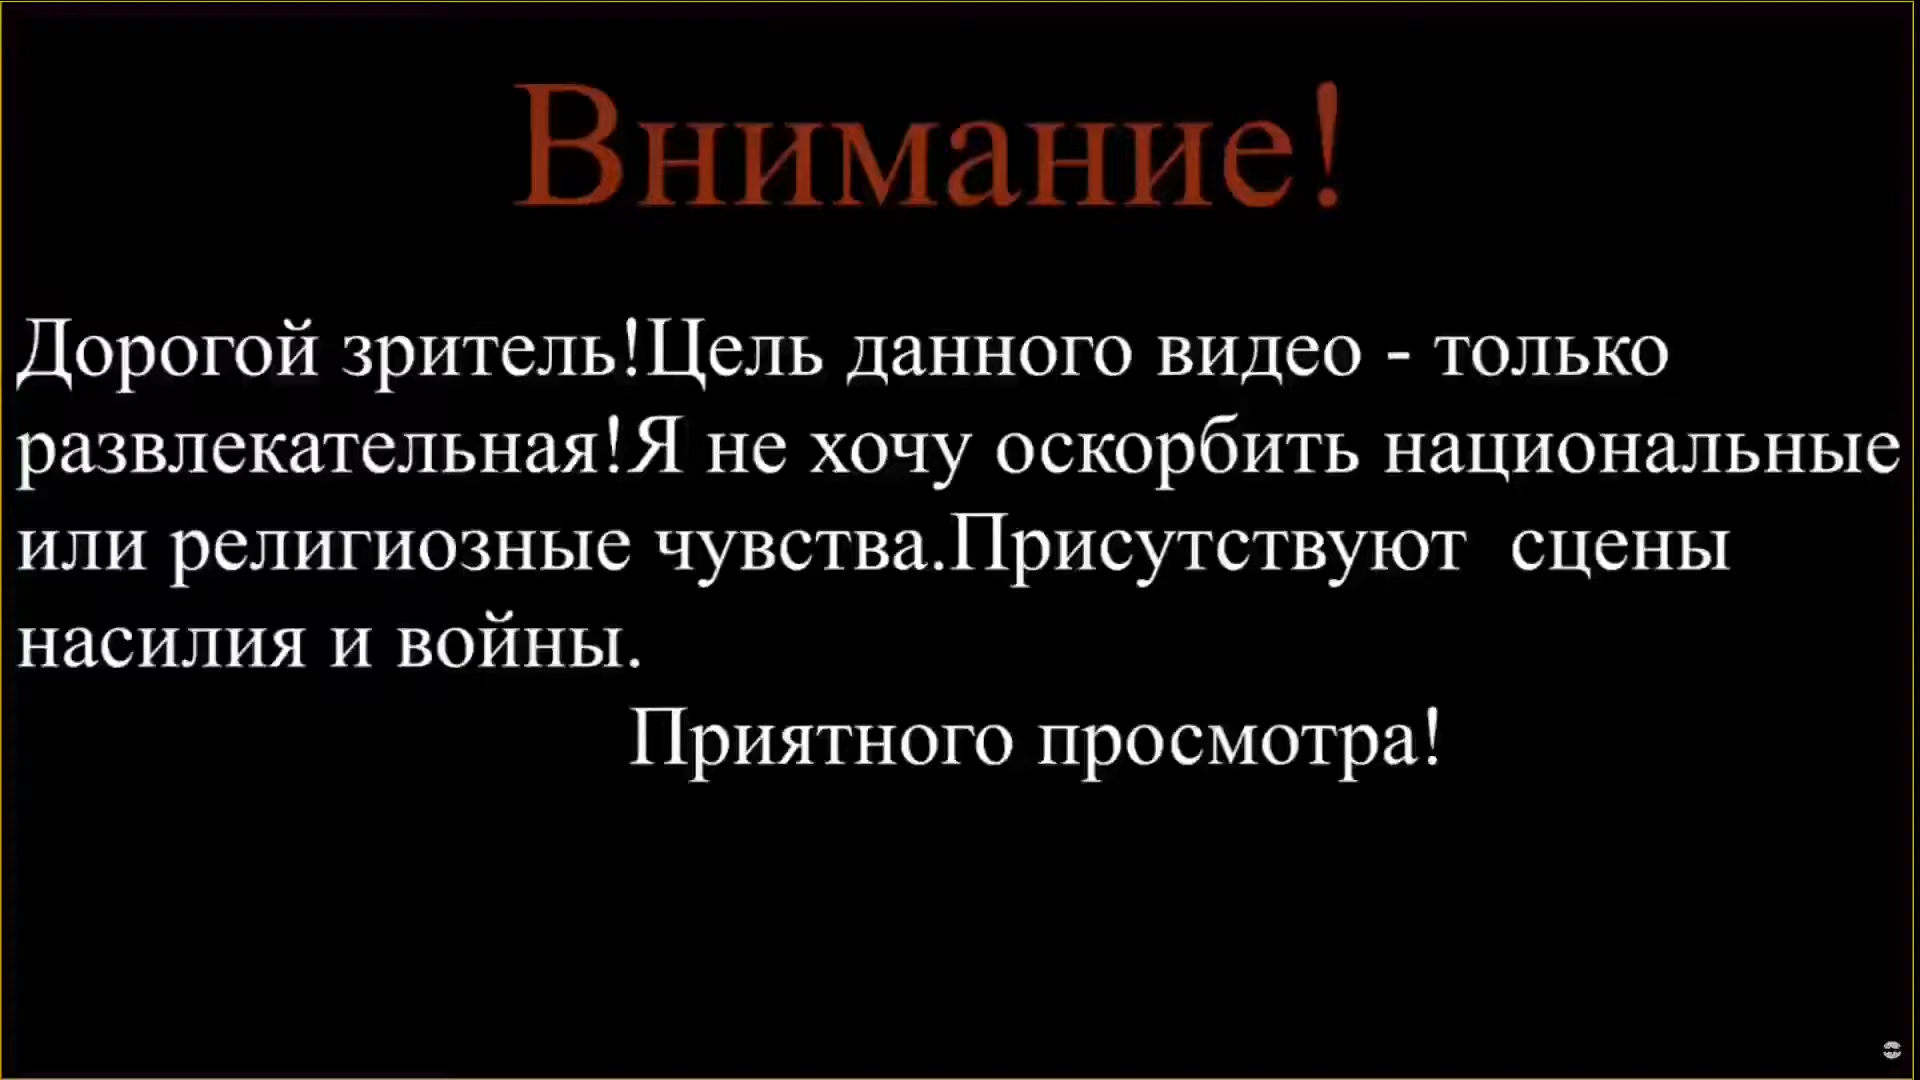 Внимание!
Дорогой зритель!Цель данного видео - только
развлекательная!Я не хочу оскорбить национальные
или религиозные чувства.Присутствуют  сцены
насилия и войны.
Приятного просмотра!